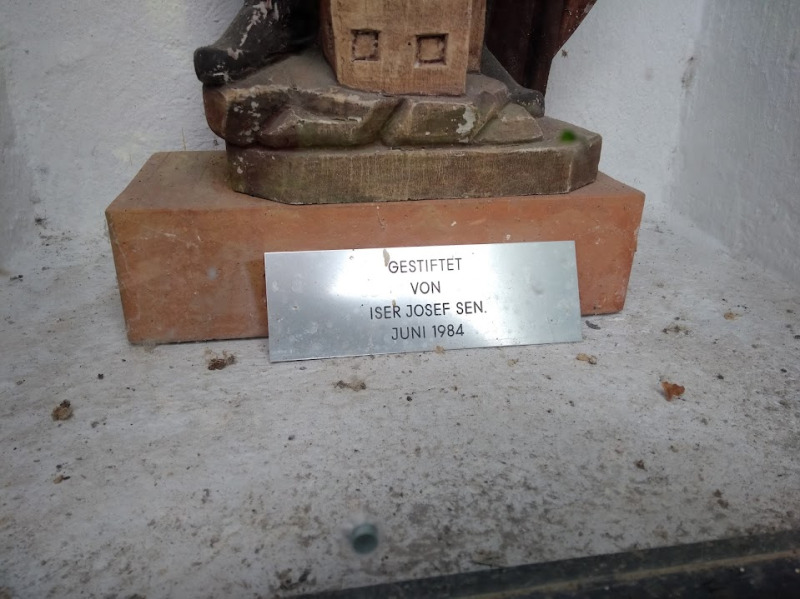 GESTIFTET
VON
ISER JOSEF SEN.
JUNI 1984